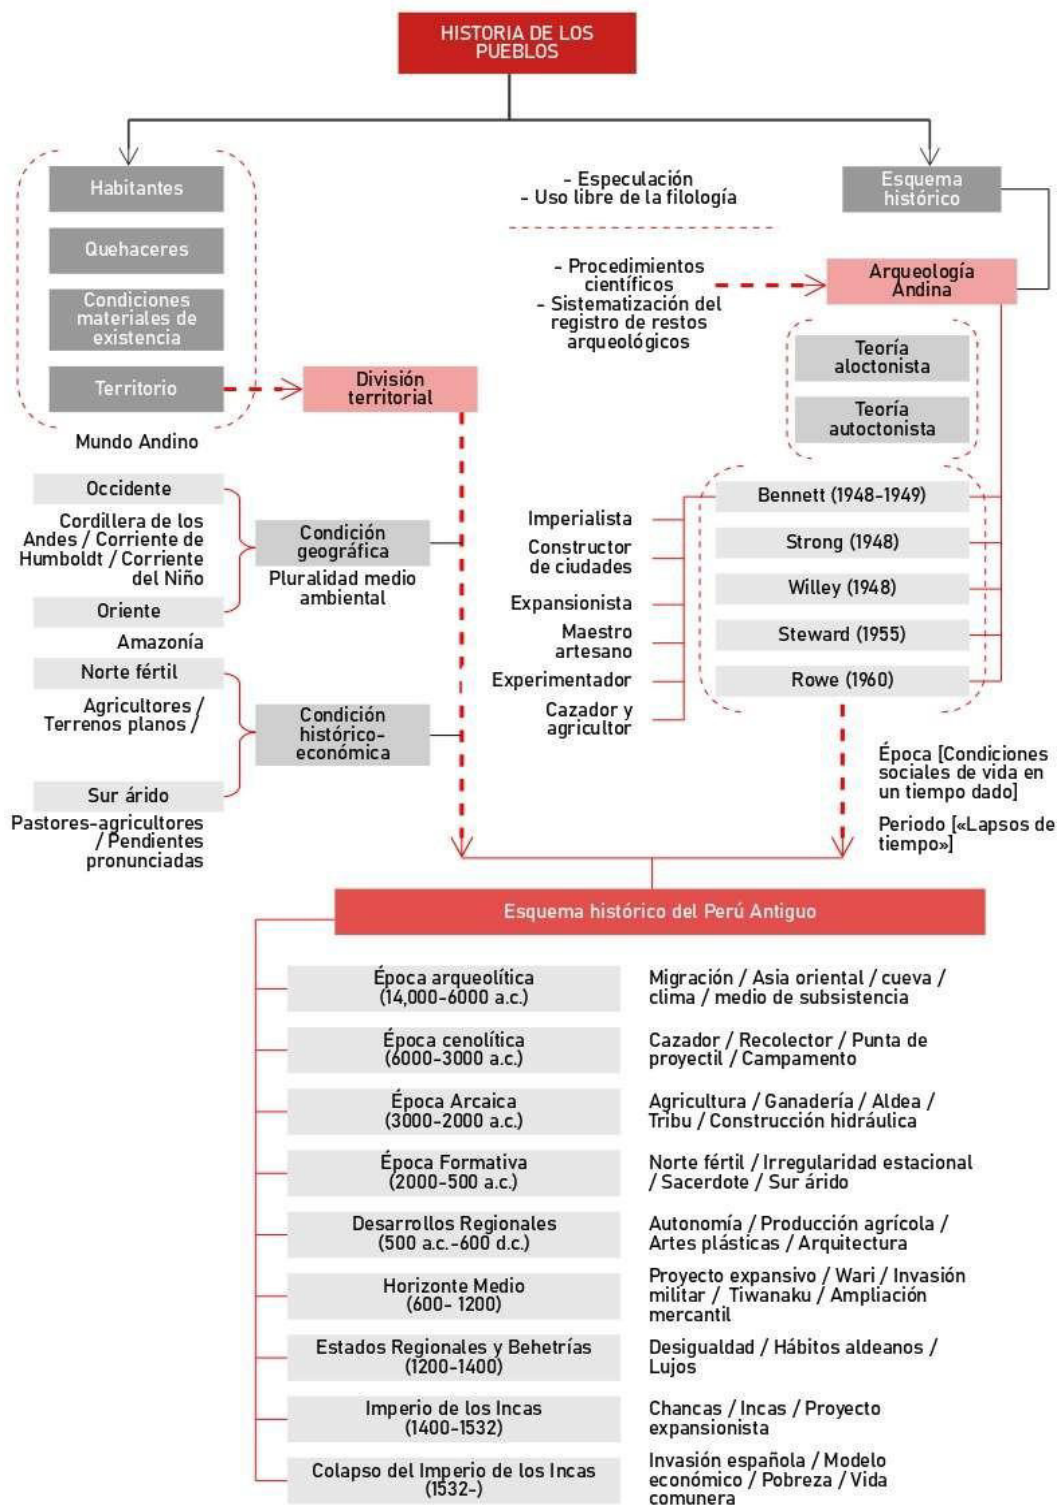 HISTORIA DE LOS
PUEBLOS
Habitantes
Quehaceres
Condiciones
materiales de
existencia
Territorio
Mundo Andino
División
territorial
- Especulación
- Uso libre de la filología
- Procedimientos
científicos
- Sistematización del
registro de restos
arqueológicos
Esquema
histórico
Arqueología
Andina
Teoría
aloctonista
Teoría
autoctonista
Occidente
Cordillera de los
Andes / Corriente de
Humboldt / Corriente
del Niño
Oriente
Amazonía
Condición
geográfica
Pluralidad medio
ambiental
Norte fértil
Agricultores /
Terrenos planos /
Sur árido
Pastores-agricultores
/ Pendientes
pronunciadas
Condición
histórico-
económica
Imperialista
Constructor
de ciudades
Expansionista
Maestro
artesano
Experimentador
Cazador y
agricultor
Bennett (1948-1949)
Strong (1948)
Willey (1948)
Steward (1955)
Rowe (1960)
Época [Condiciones
sociales de vida en
un tiempo dado]
Periodo [«Lapsos de
tiempo»]
Esquema histórico del Perú Antiguo
Época arqueolítica
(14,000-6000 a.c.)
Migración / Asia oriental / cueva /
clima / medio de subsistencia
Época cenolítica
(6000-3000 a.c.)
Cazador / Recolector / Punta de
proyectil / Campamento
Época Arcaica
(3000-2000 a.c.)
Agricultura / Ganadería / Aldea /
Tribu / Construcción hidráulica
Época Formativa
(2000-500 a.c.)
Norte fértil / Irregularidad estacional
/ Sacerdote / Sur árido
Desarrollos Regionales
(500 a.c.-600 d.c.)
Autonomía / Producción agrícola /
Artes plásticas / Arquitectura
Horizonte Medio
(600- 1200)
Proyecto expansivo / Wari / Invasión
militar / Tiwanaku / Ampliación
mercantil
Estados Regionales y Behetrías
(1200-1400)
Desigualdad / Hábitos aldeanos /
Lujos
Imperio de los Incas
(1400-1532)
Chancas / Incas / Proyecto
expansionista
Colapso del Imperio de los Incas
(1532-)
Invasión española / Modelo
económico / Pobreza / Vida
comunera